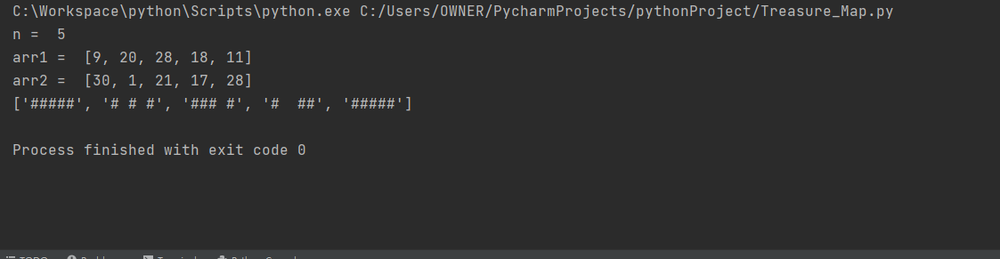 C:\Workspace\python\Scripts\python.exe C:/Users/OWNER/PycharmProjects/pythonProject/Treasure_Map.py
n =  5
arr1 =  [9, 20, 28, 18, 11]
arr2 =  [30, 1, 21, 17, 28]
['#####', '# # #', '### #', '#  ##', '#####']
Process finished with exit code 0